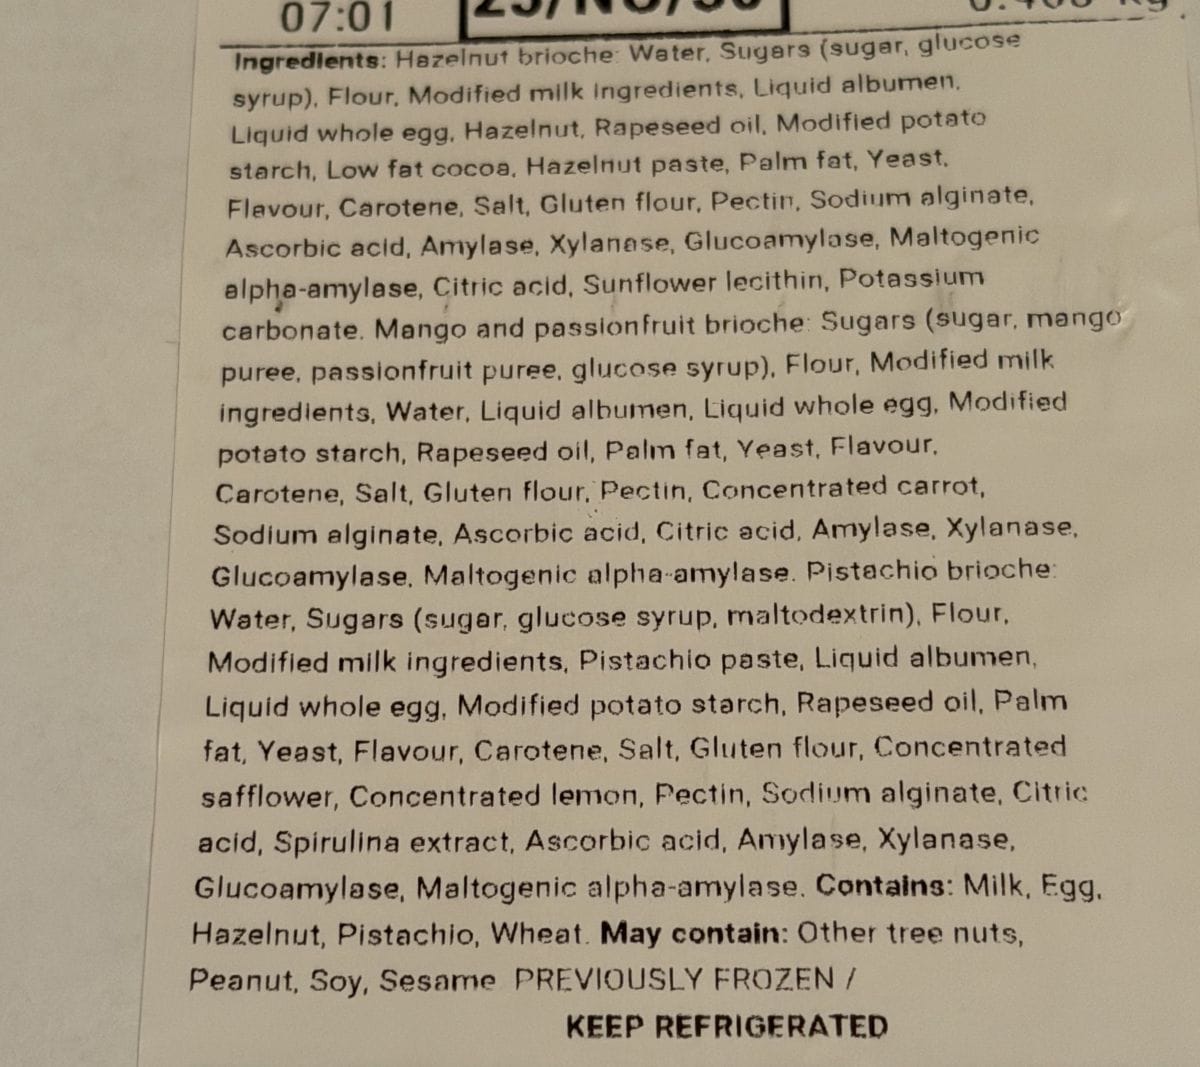 07:01
Ingredients: Hazelnut brioche: Water, Sugars (sugar, glucose
syrup), Flour, Modified milk ingredients, Liquid albumen,
Liquid whole egg, Hazelnut, Rapeseed oil, Modified potato
starch, Low fat cocoa, Hazelnut paste, Palm fat, Yeast,
Flavour, Carotene, Salt, Gluten flour, Pectin, Sodium alginate,
Ascorbic acid, Amylase, Xylanase, Glucoamylase, Maltogenic
alpha-amylase, Citric acid, Sunflower lecithin, Potassium
carbonate. Mango and passionfruit brioche: Sugars (sugar, mango
puree, passionfruit puree, glucose syrup), Flour, Modified milk
ingredients, Water, Liquid albumen, Liquid whole egg, Modified
potato starch, Rapeseed oil, Palm fat, Yeast, Flavour,
Carotene, Salt, Gluten flour, Pectin, Concentrated carrot,
Sodium alginate, Ascorbic acid, Citric acid, Amylase, Xylanase,
Glucoamylase, Maltogenic alpha-amylase. Pistachio brioche:
Water, Sugars (sugar, glucose syrup, maltodextrin), Flour,
Modified milk ingredients, Pistachio paste, Liquid albumen,
Liquid whole egg, Modified potato starch, Rapeseed oil, Palm
fat, Yeast, Flavour, Carotene, Salt, Gluten flour, Concentrated
safflower, Concentrated lemon, Pectin, Sodium alginate, Citric
acid, Spirulina extract, Ascorbic acid, Amylase, Xylanase,
Glucoamylase, Maltogenic alpha-amylase. Contains: Milk, Egg,
Hazelnut, Pistachio, Wheat. May contain: Other tree nuts,
Peanut, Soy, Sesame PREVIOUSLY FROZEN /
KEEP REFRIGERATED